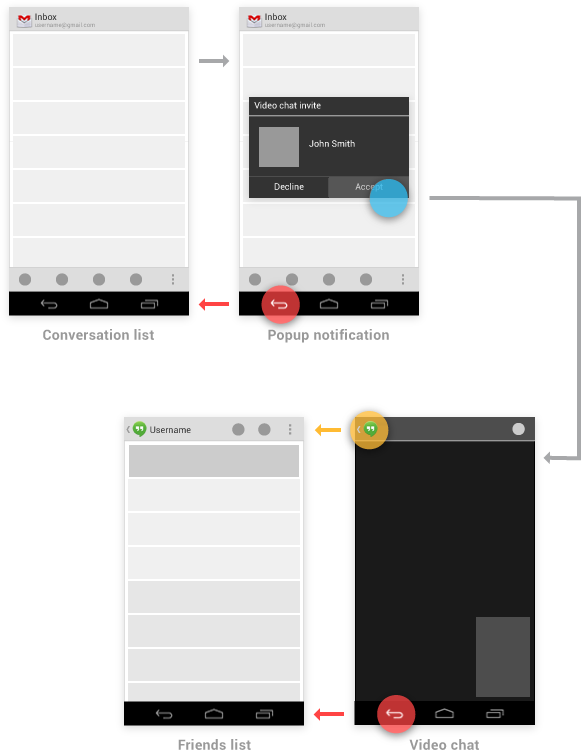 Inbox
username@gmail.com
Inbox
username@gmail.com
Video chat invite
John Smith
Decline
Accept
Conversation list
Popup notification
Username
Friends list
Video chat